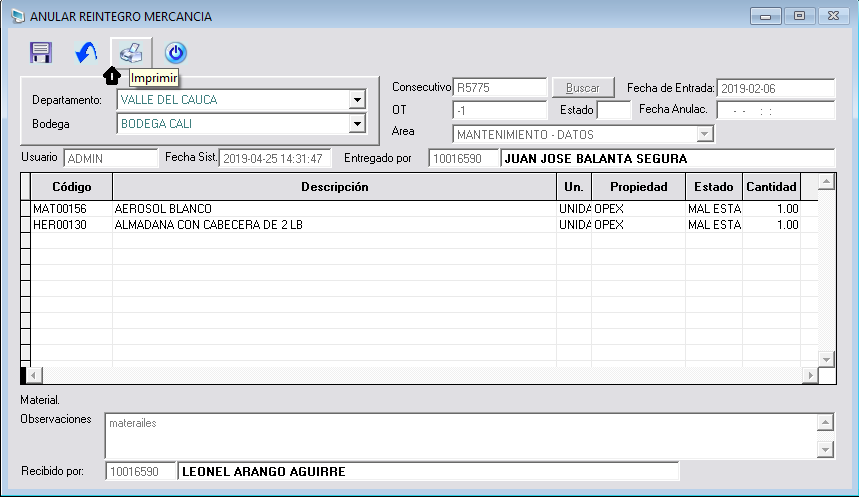 ANULAR REINTEGRO MERCANCIA
Imprimir
Departamento: VALLE DEL CAUCA
Bodega BODEGA CALI
Consecutivo R5775 Buscar Fecha de Entrada: 2019-02-06
OT -1 Estado Fecha Anulac. - - : :
Area MANTENIMIENTO - DATOS
Usuario ADMIN Fecha Sist. 2019-04-25 14:31:47 Entregado por 10016590 JUAN JOSE BALANTA SEGURA
Código Descripción Un. Propiedad Estado Cantidad
MAT00156 AEROSOL BLANCO UNIDA OPEX MAL ESTA 1.00
HER00130 ALMADANA CON CABECERA DE 2 LB UNIDA OPEX MAL ESTA 1.00
Material.
Observaciones materailes
Recibido por: 10016590 LEONEL ARANGO AGUIRRE